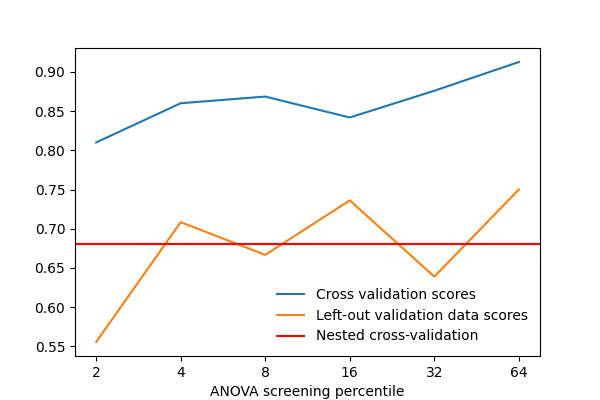 0.90
0.85
0.80
0.75
0.70
0.65
0.60
0.55
Cross validation scores
Left-out validation data scores
Nested cross-validation
2 4 8 16 32 64
ANOVA screening percentile